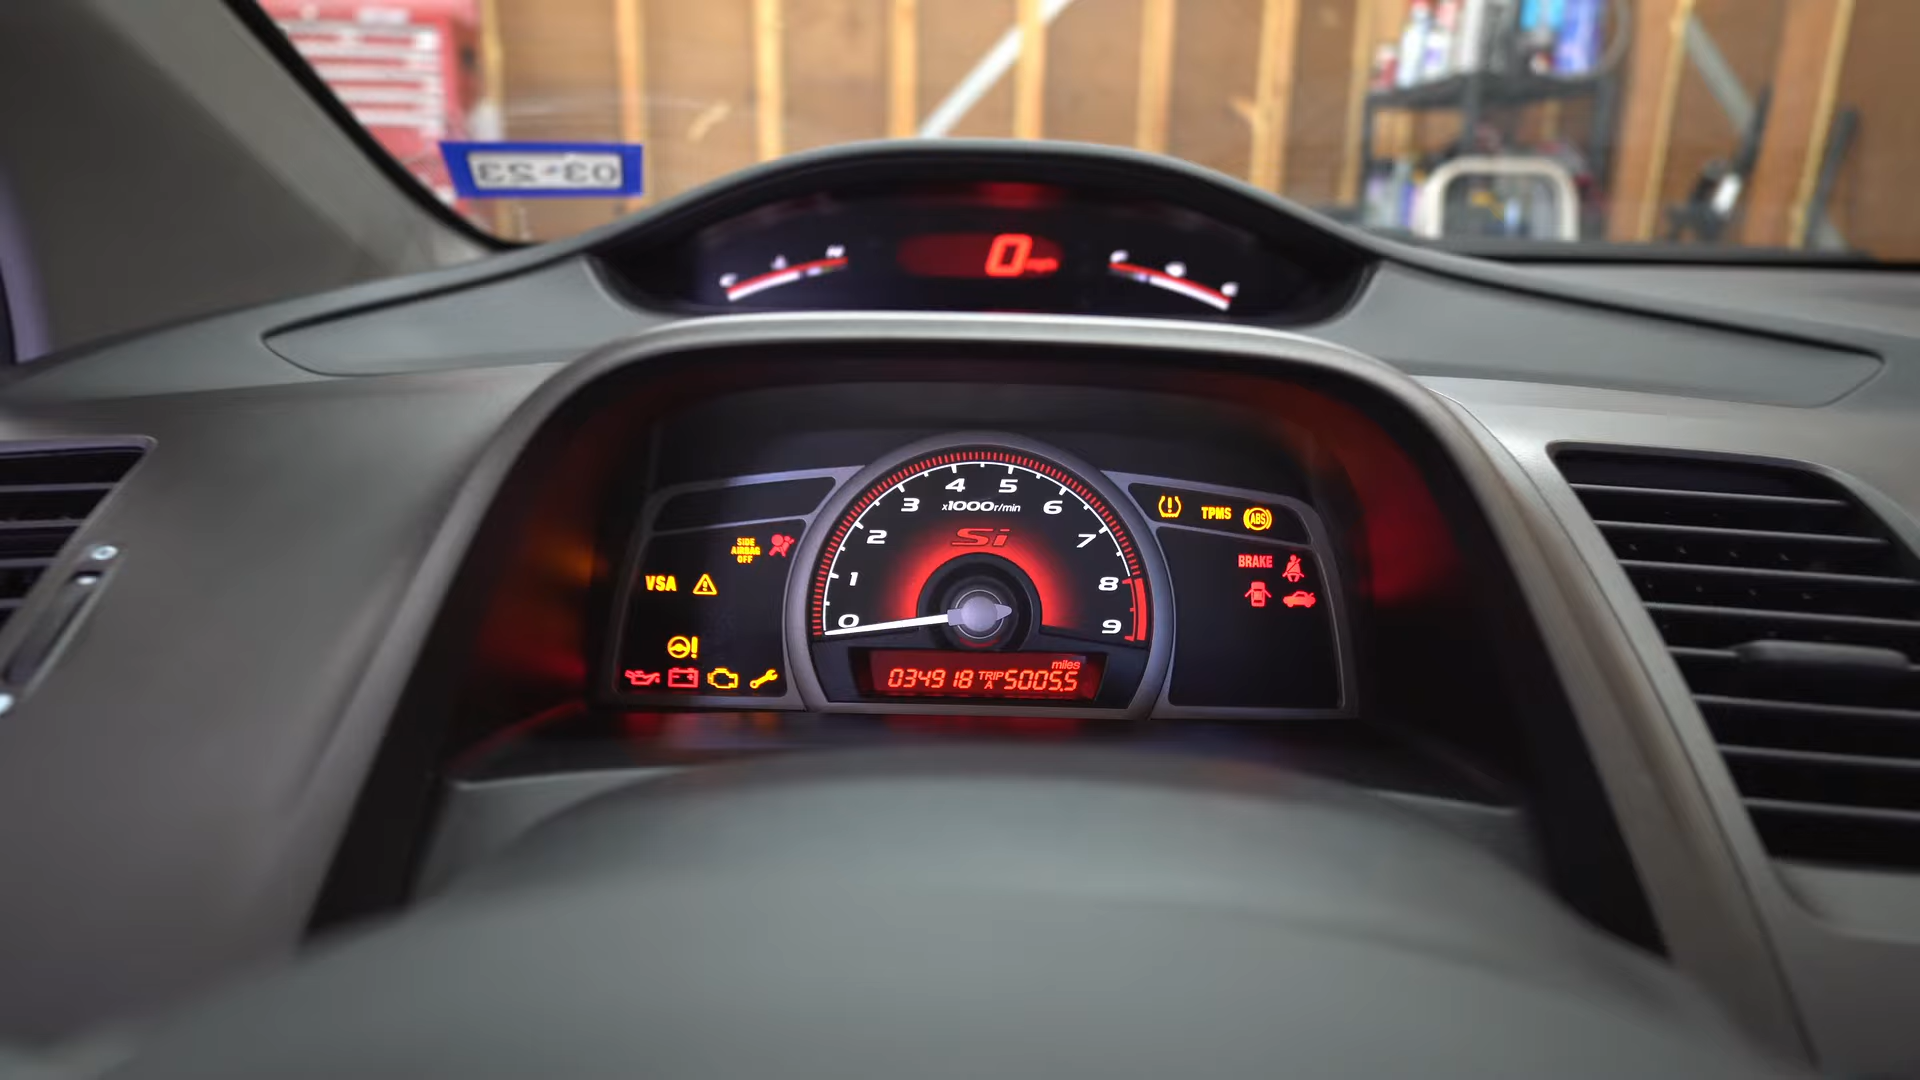 03-23
C
H
0
mph
F
E
0
1
2
3
4
5
6
7
8
9
x1000r/min
Si
SIDE
AIRBAG
OFF
VSA
TPMS
ABS
BRAKE
miles
034918 TRIP A 5005.5